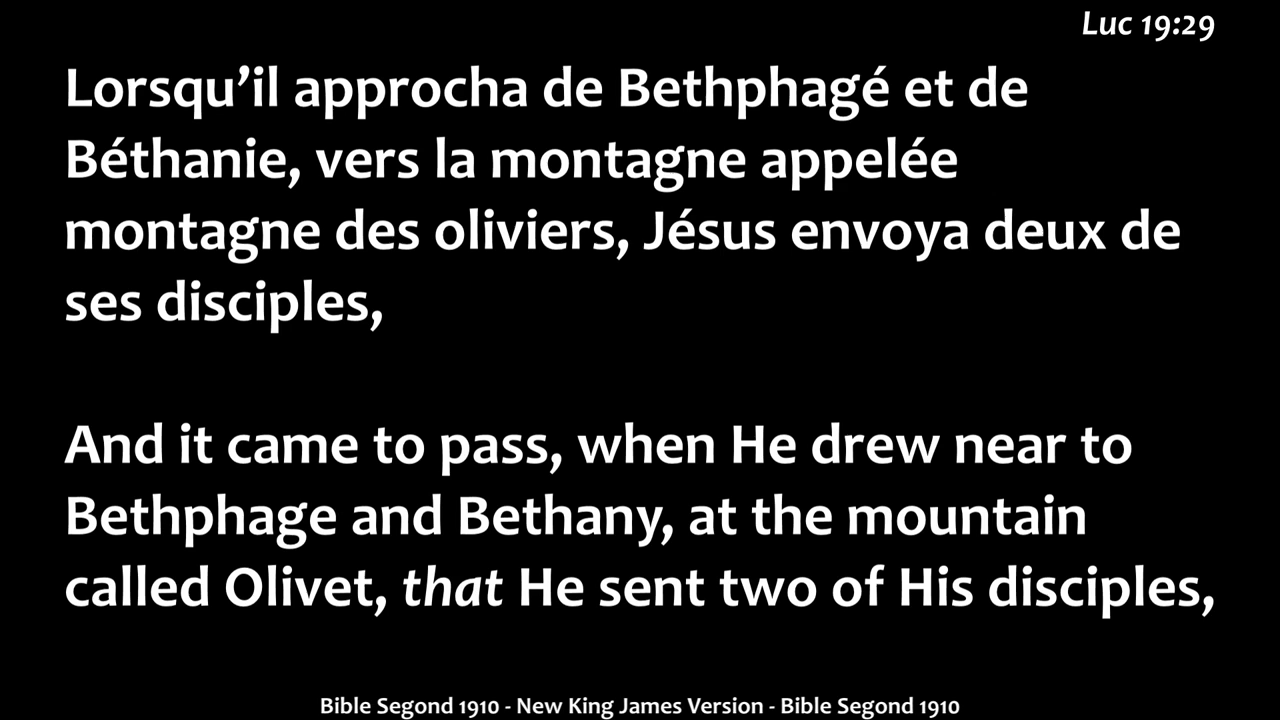 Luc 19:29
Lorsqu’il approcha de Bethphagé et de
Béthanie, vers la montagne appelée
montagne des oliviers, Jésus envoya deux de
ses disciples,
And it came to pass, when He drew near to
Bethphage and Bethany, at the mountain
called Olivet, that He sent two of His disciples,
Bible Segond 1910 - New King James Version - Bible Segond 1910